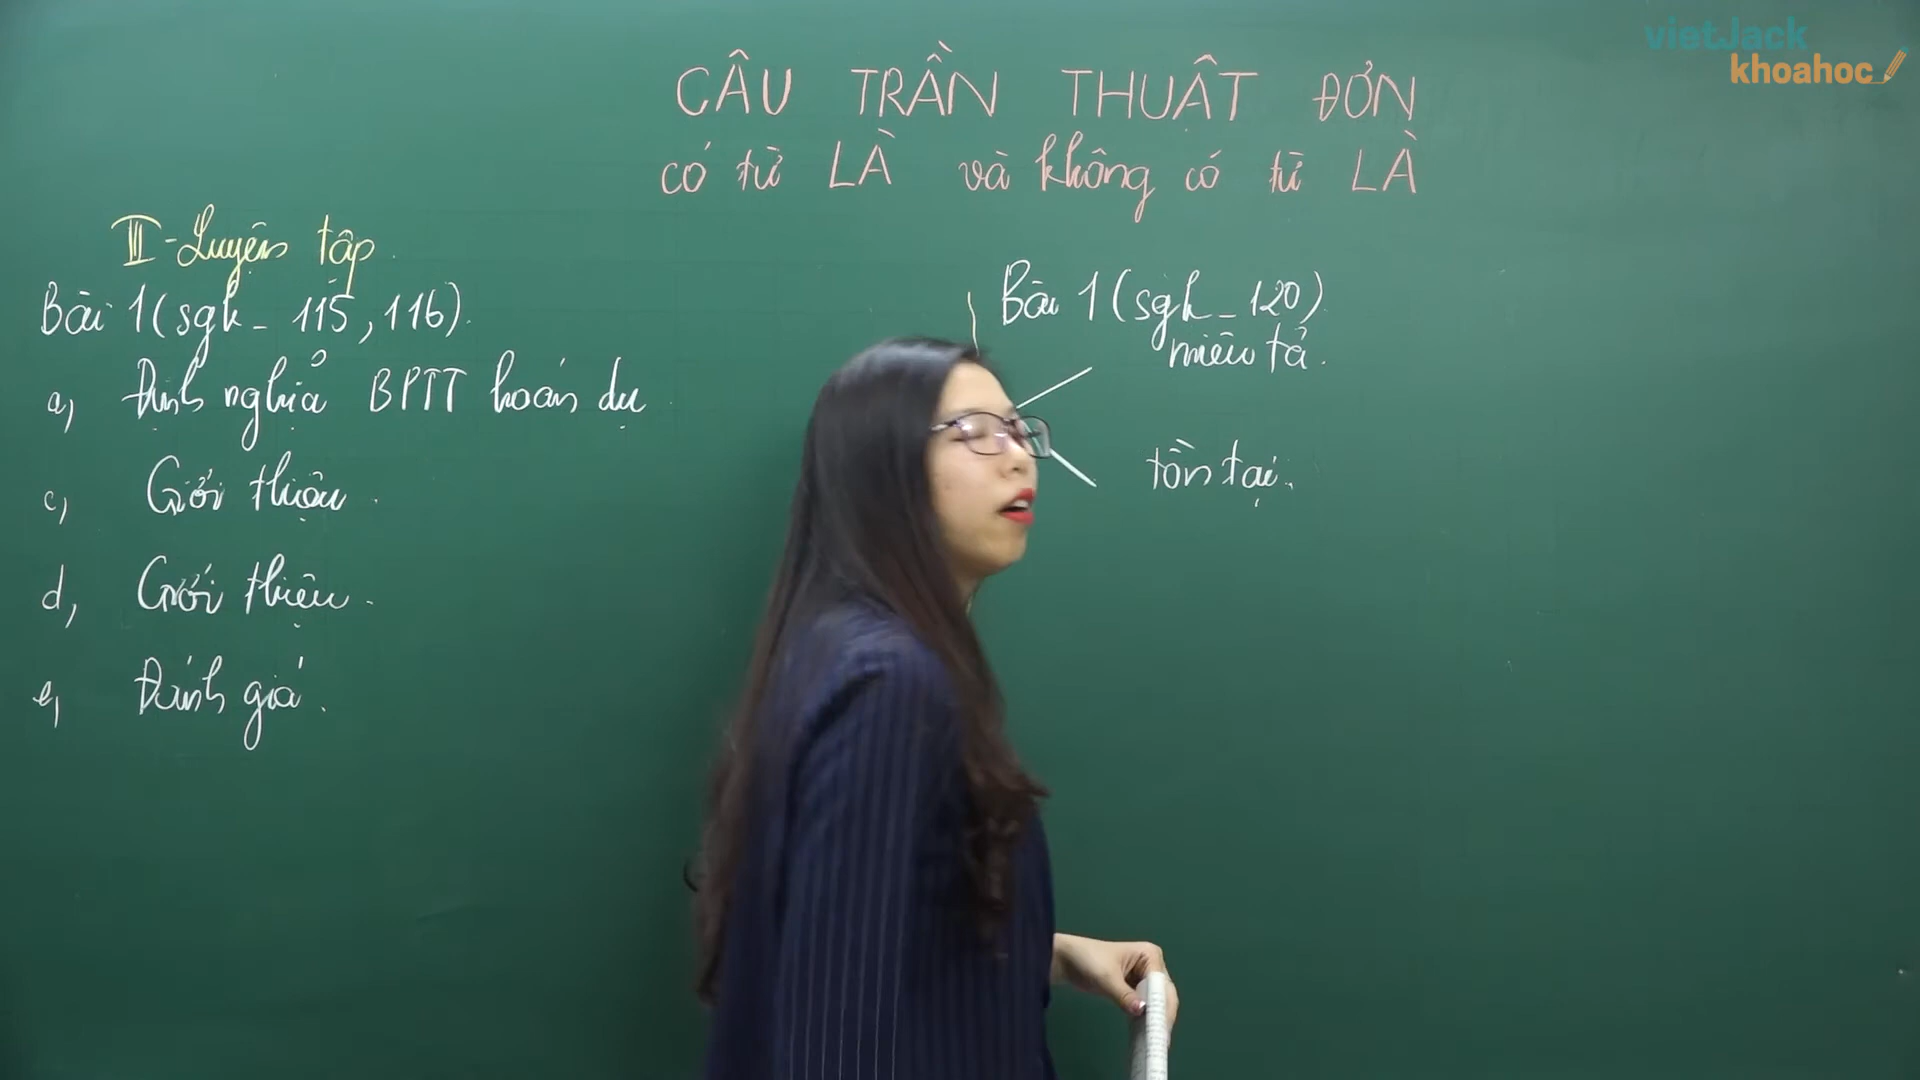 vietJack
khoahoc
CÂU TRẦN THUẬT ĐƠN
có từ LÀ và không có từ LÀ
III - Luyện tập.
Bài 1 (sgk - 115, 116).
a, Định nghĩa BPTT hoán dụ.
c, Giới thiệu.
d, Giới thiệu.
e, Đánh giá.
Bài 1 (sgk - 120)
miêu tả.
tồn tại.